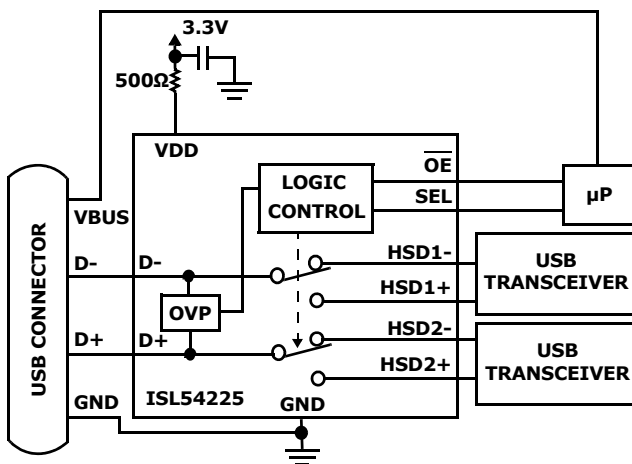 3.3V
500Ω
VDD
LOGIC
CONTROL
OE
SEL
µP
USB CONNECTOR
VBUS
D-
D-
HSD1-
USB
TRANSCEIVER
HSD1+
OVP
D+
D+
HSD2-
USB
TRANSCEIVER
HSD2+
GND
ISL54225
GND